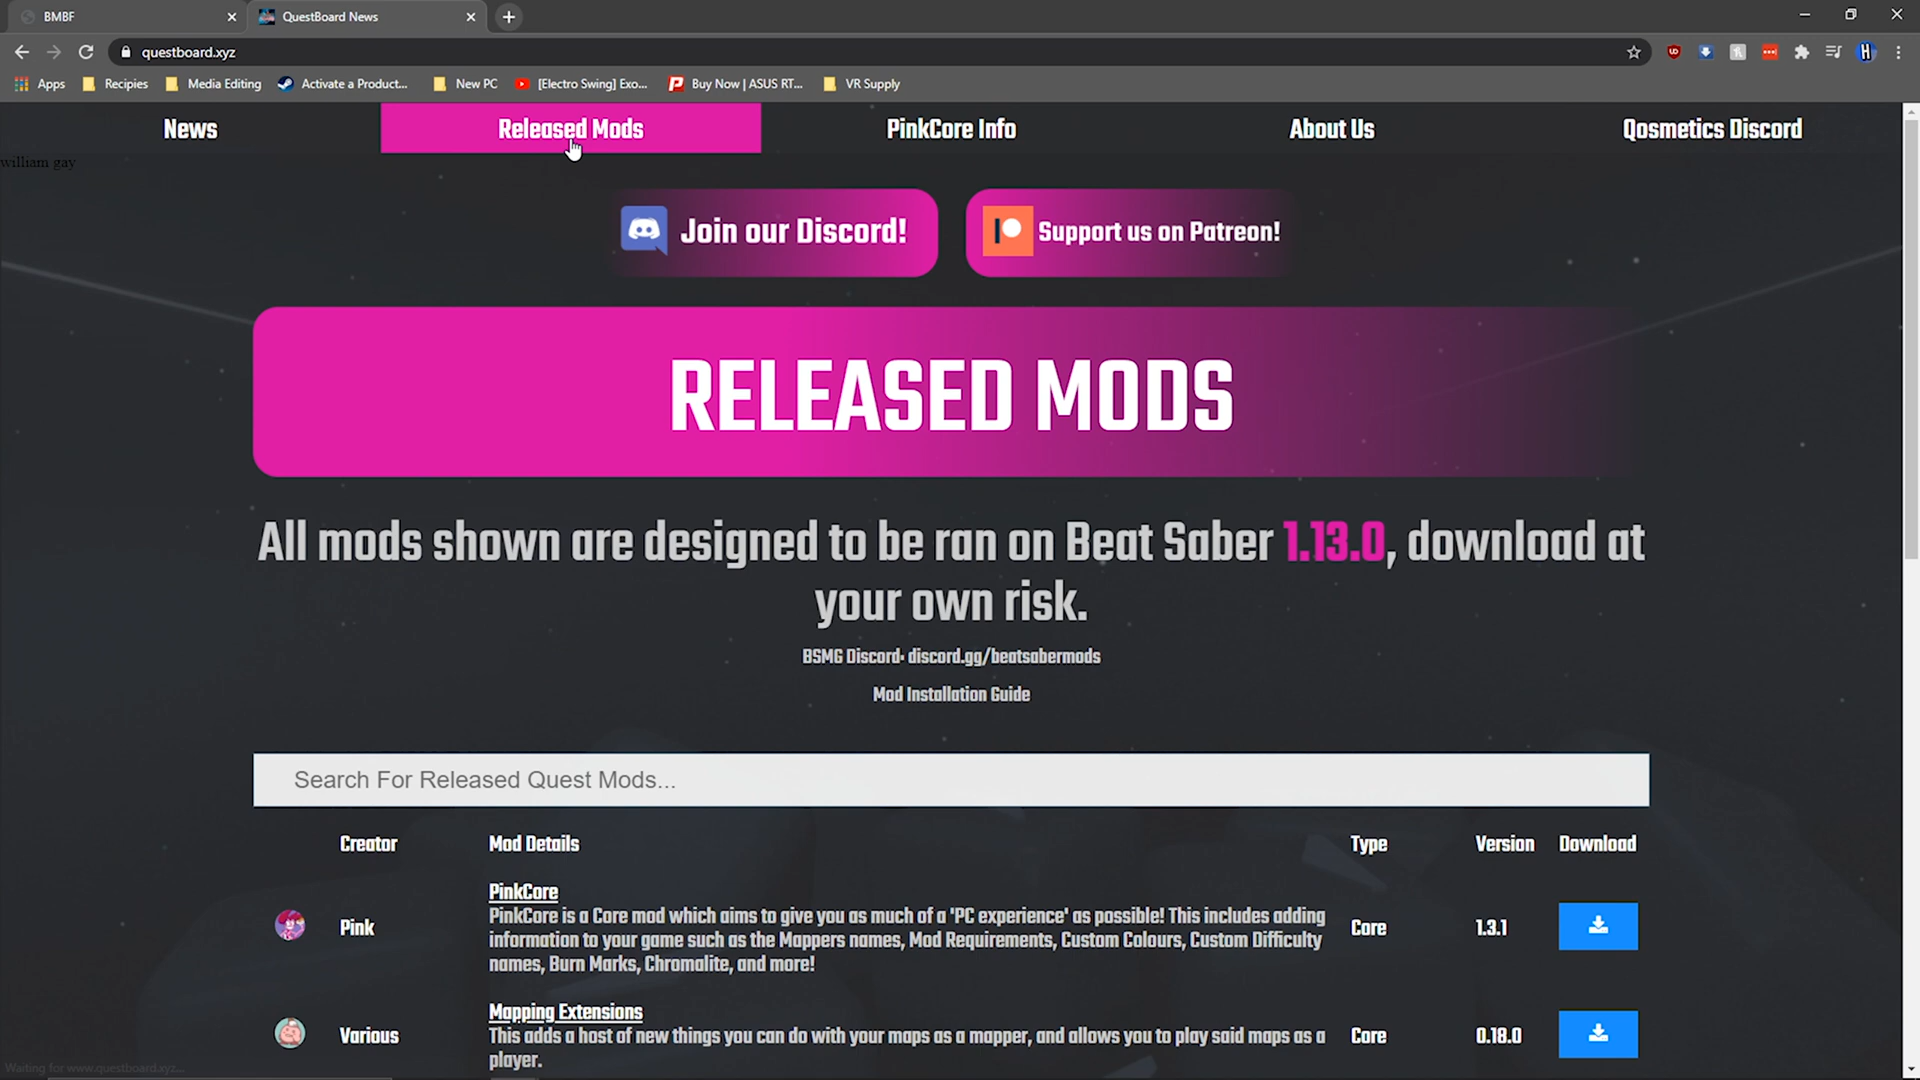 BMBF
QuestBoard News
questboard.xyz
Apps
Recipies
Media Editing
Activate a Product...
New PC
[Electro Swing] Exo...
Buy Now | ASUS RT...
VR Supply
News
Released Mods
PinkCore Info
About Us
Qosmetics Discord
william gay
Join our Discord!
Support us on Patreon!
RELEASED MODS
All mods shown are designed to be ran on Beat Saber 1.13.0, download at
your own risk.
BSMG Discord: discord.gg/beatsabermods
Mod Installation Guide
Search For Released Quest Mods...
Creator Mod Details Type Version Download
PinkCore
PinkCore is a Core mod which aims to give you as much of a 'PC experience' as possible! This includes adding
information to your game such as the Mappers names, Mod Requirements, Custom Colours, Custom Difficulty
names, Burn Marks, Chromalite, and more!
Pink
Core
1.3.1
Mapping Extensions
This adds a host of new things you can do with your maps as a mapper, and allows you to play said maps as a
player.
Various
Core
0.18.0
Waiting for www.questboard.xyz...